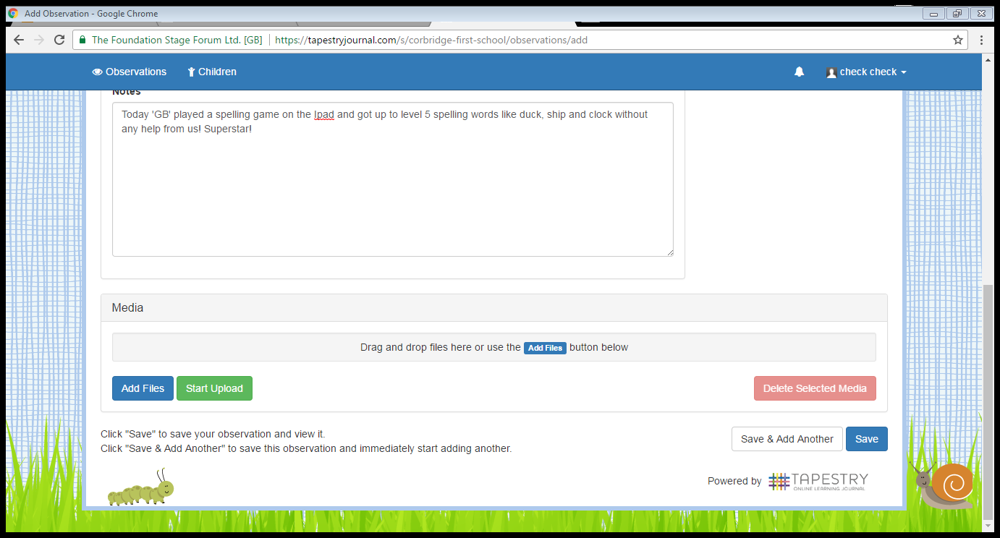 Add Observation - Google Chrome
The Foundation Stage Forum Ltd. [GB] https://tapestryjournal.com/s/corbridge-first-school/observations/add
Observations Children check check
Notes
Today 'GB' played a spelling game on the Ipad and got up to level 5 spelling words like duck, ship and clock without
any help from us! Superstar!
Media
Drag and drop files here or use the Add Files button below
Add Files Start Upload Delete Selected Media
Click "Save" to save your observation and view it.
Click "Save & Add Another" to save this observation and immediately start adding another.
Save & Add Another Save
Powered by TAPESTRY
ONLINE LEARNING JOURNAL